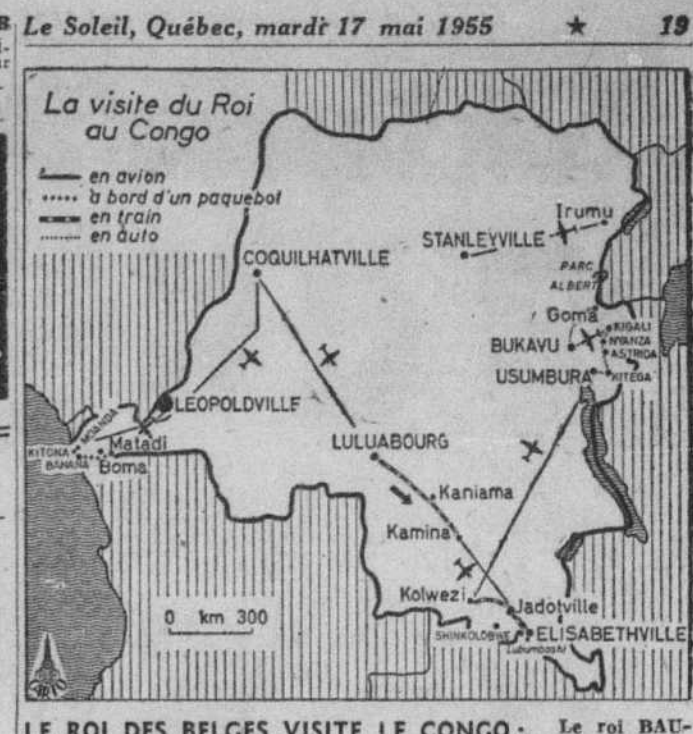 Le Soleil, Québec, mardi 17 mai 1955 ★ 19
La visite du Roi
au Congo
en avion
à bord d'un paquebot
en train
en auto
Irumu
STANLEYVILLE
COQUILHATVILLE
PARC
ALBERT
Goma
KIGALI
BUKAVU
NYANZA
ASTRIDA
USUMBURA
KITEGA
LEOPOLDVILLE
MOANDA
Matadi
KITONA
BANANA
Boma
LULUABOURG
Kaniama
Kamina
Kolwezi
Jadotville
0 km 300
SHINKOLOBWE
ELISABETHVILLE
Lubumbashi
LE ROI DES BELGES VISITE LE CONGO · Le roi BAU-